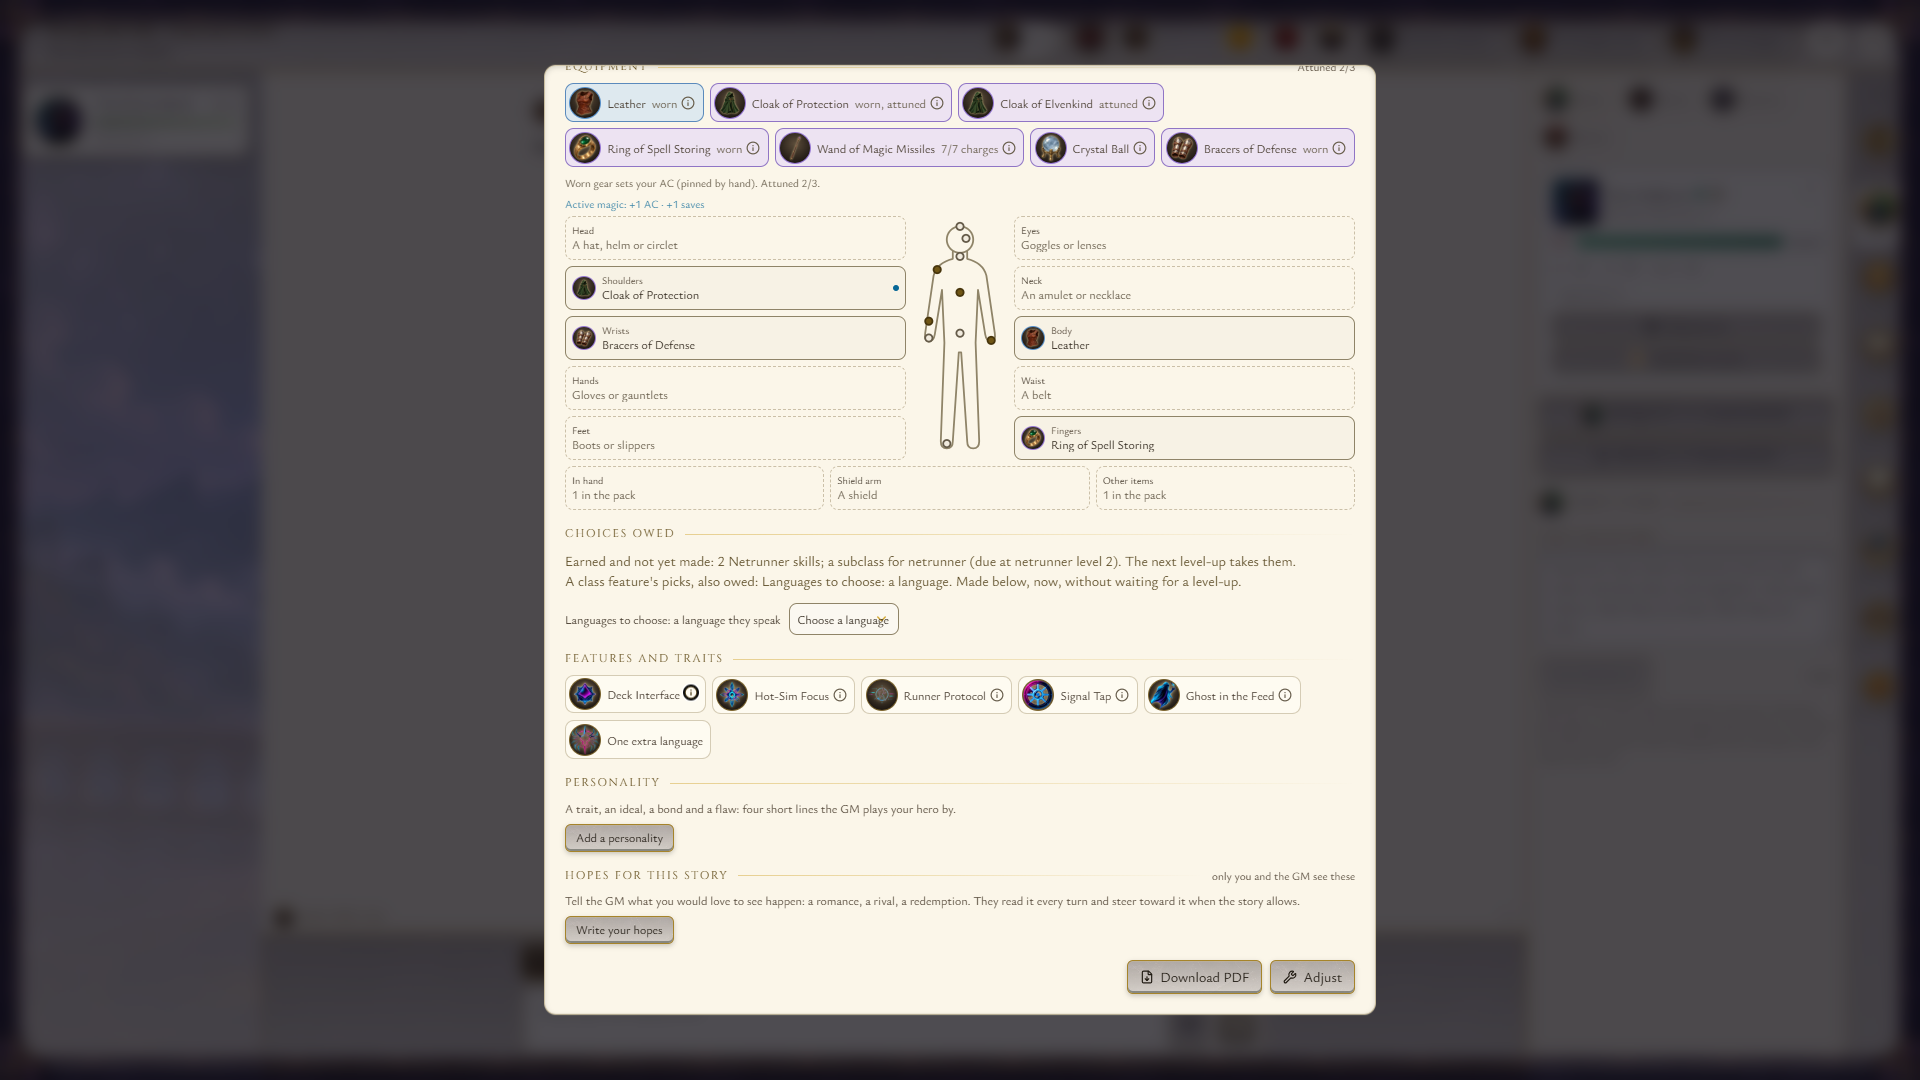 EQUIPMENT
Attuned 2/3
Leather worn
Cloak of Protection worn, attuned
Cloak of Elvenkind attuned
Ring of Spell Storing worn
Wand of Magic Missiles 7/7 charges
Crystal Ball
Bracers of Defense worn
Worn gear sets your AC (pinned by hand). Attuned 2/3.
Active magic: +1 AC · +1 saves
Head
A hat, helm or circlet
Eyes
Goggles or lenses
Shoulders
Cloak of Protection
Neck
An amulet or necklace
Wrists
Bracers of Defense
Body
Leather
Hands
Gloves or gauntlets
Waist
A belt
Feet
Boots or slippers
Fingers
Ring of Spell Storing
In hand
1 in the pack
Shield arm
A shield
Other items
1 in the pack
CHOICES OWED
Earned and not yet made: 2 Netrunner skills; a subclass for netrunner (due at netrunner level 2). The next level-up takes them.
A class feature's picks, also owed: Languages to choose: a language. Made below, now, without waiting for a level-up.
Languages to choose: a language they speak
Choose a language
FEATURES AND TRAITS
Deck Interface
Hot-Sim Focus
Runner Protocol
Signal Tap
Ghost in the Feed
One extra language
PERSONALITY
A trait, an ideal, a bond and a flaw: four short lines the GM plays your hero by.
Add a personality
HOPES FOR THIS STORY
only you and the GM see these
Tell the GM what you would love to see happen: a romance, a rival, a redemption. They read it every turn and steer toward it when the story allows.
Write your hopes
Download PDF
Adjust